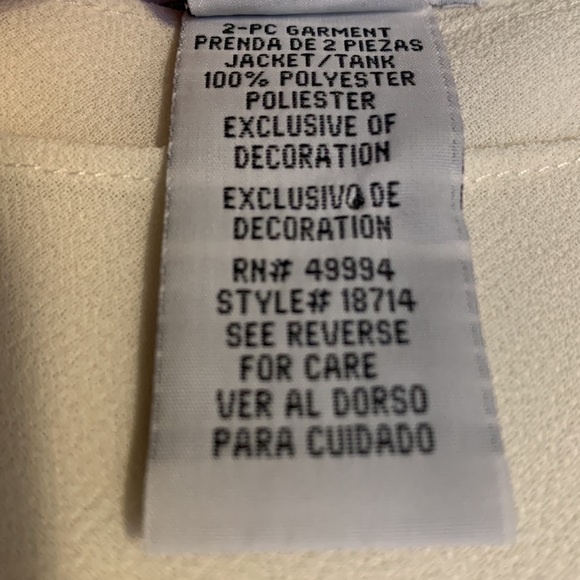 2-PC GARMENT
PRENDA DE 2 PIEZAS
JACKET/TANK
100% POLYESTER
POLIESTER
EXCLUSIVE OF
DECORATION
EXCLUSIVO DE
DECORATION
RN# 49994
STYLE# 18714
SEE REVERSE
FOR CARE
VER AL DORSO
PARA CUIDADO